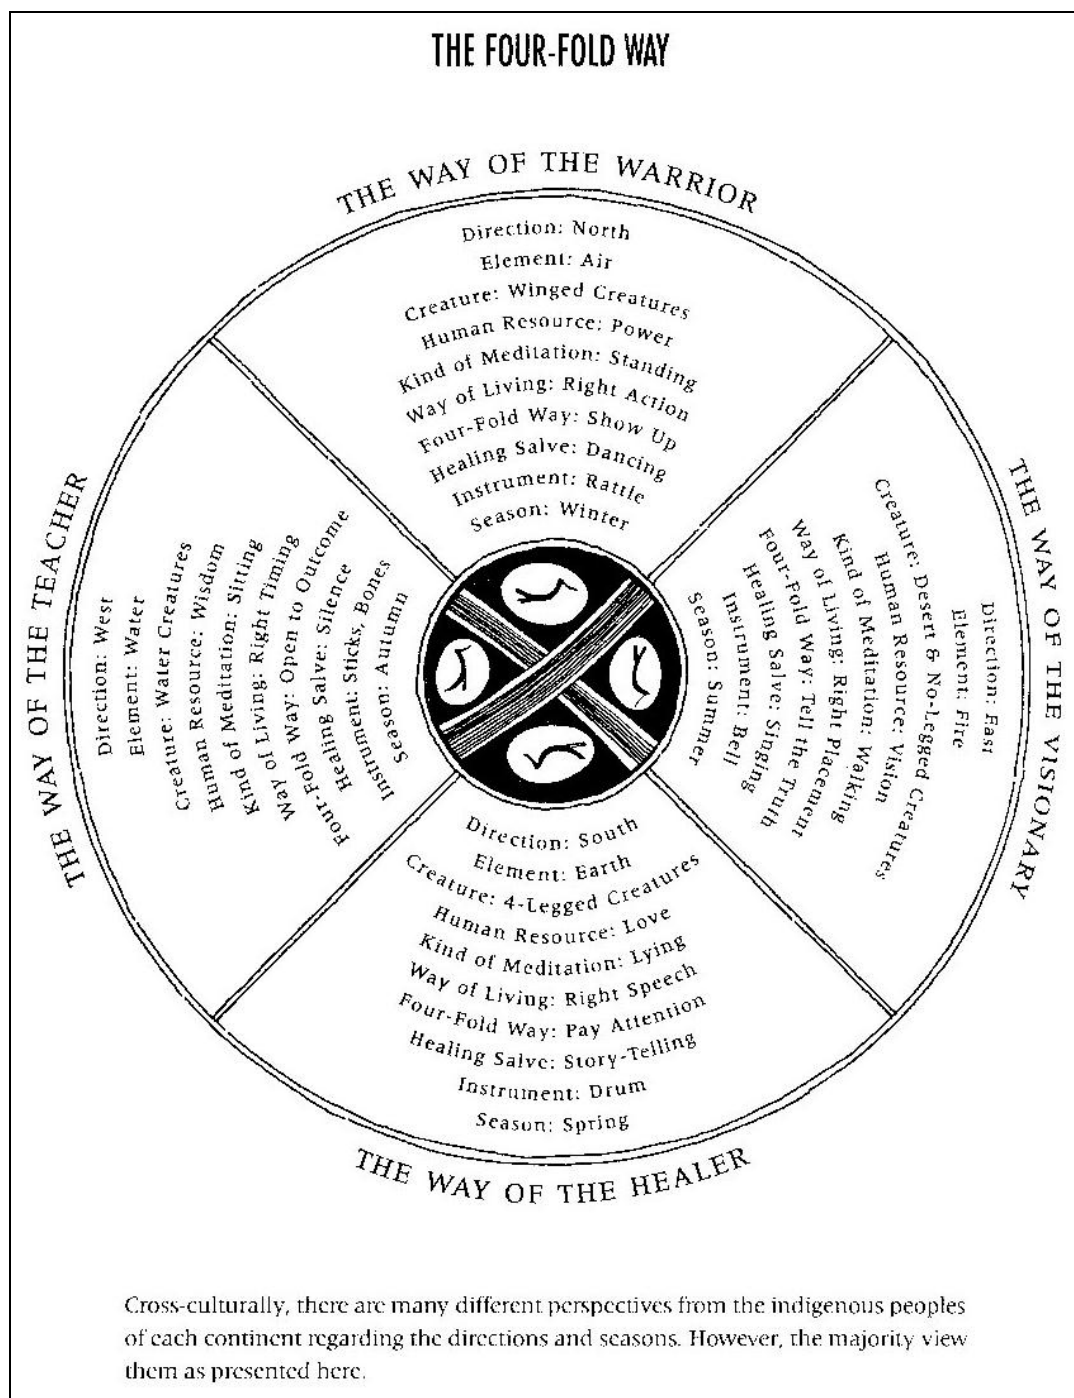 THE FOUR-FOLD WAY
THE WAY OF THE WARRIOR
Direction: North
Element: Air
Creature: Winged Creatures
Human Resource: Power
Kind of Meditation: Standing
Way of Living: Right Action
Four-Fold Way: Show Up
Healing Salve: Dancing
Instrument: Rattle
Season: Winter
THE WAY OF THE TEACHER
Direction: West
Element: Water
Creature: Water Creatures
Human Resource: Wisdom
Kind of Meditation: Sitting
Way of Living: Right Timing
Four-Fold Way: Open to Outcome
Healing Salve: Silence
Instrument: Sticks, Bones
Season: Autumn
THE WAY OF THE VISIONARY
Direction: East
Element: Fire
Creature: Desert & No-Legged Creatures
Human Resource: Vision
Kind of Meditation: Walking
Way of Living: Right Placement
Four-Fold Way: Tell the Truth
Healing Salve: Singing
Instrument: Bell
Season: Summer
Direction: South
Element: Earth
Creature: 4-Legged Creatures
Human Resource: Love
Kind of Meditation: Lying
Way of Living: Right Speech
Four-Fold Way: Pay Attention
Healing Salve: Story-Telling
Instrument: Drum
Season: Spring
THE WAY OF THE HEALER
Cross-culturally, there are many different perspectives from the indigenous peoples
of each continent regarding the directions and seasons. However, the majority view
them as presented here.